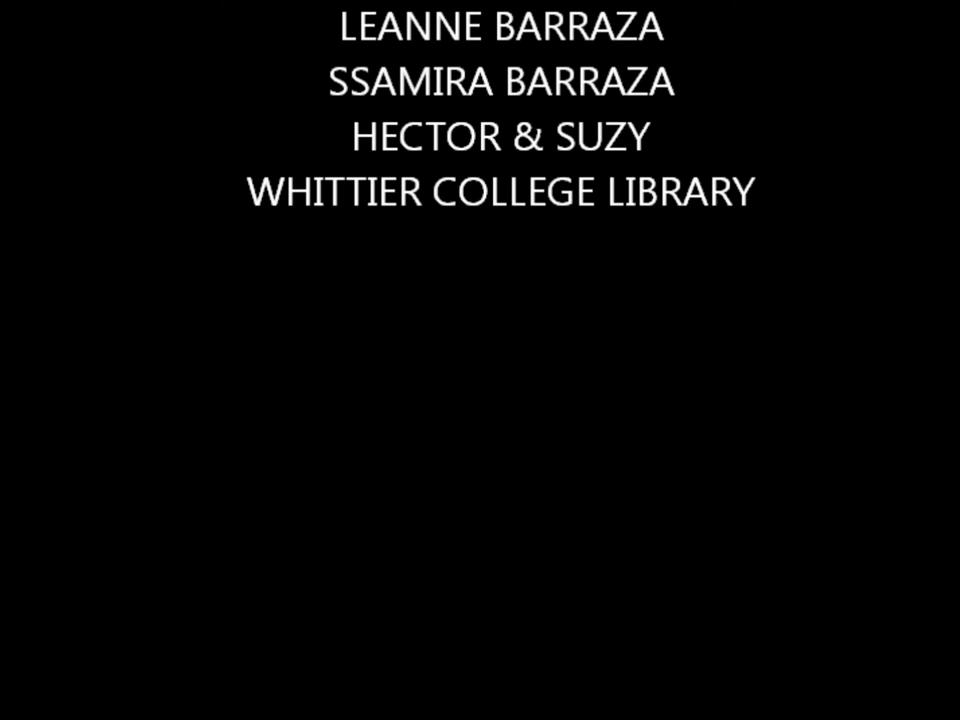 LEANNE BARRAZA
SSAMIRA BARRAZA
HECTOR & SUZY
WHITTIER COLLEGE LIBRARY